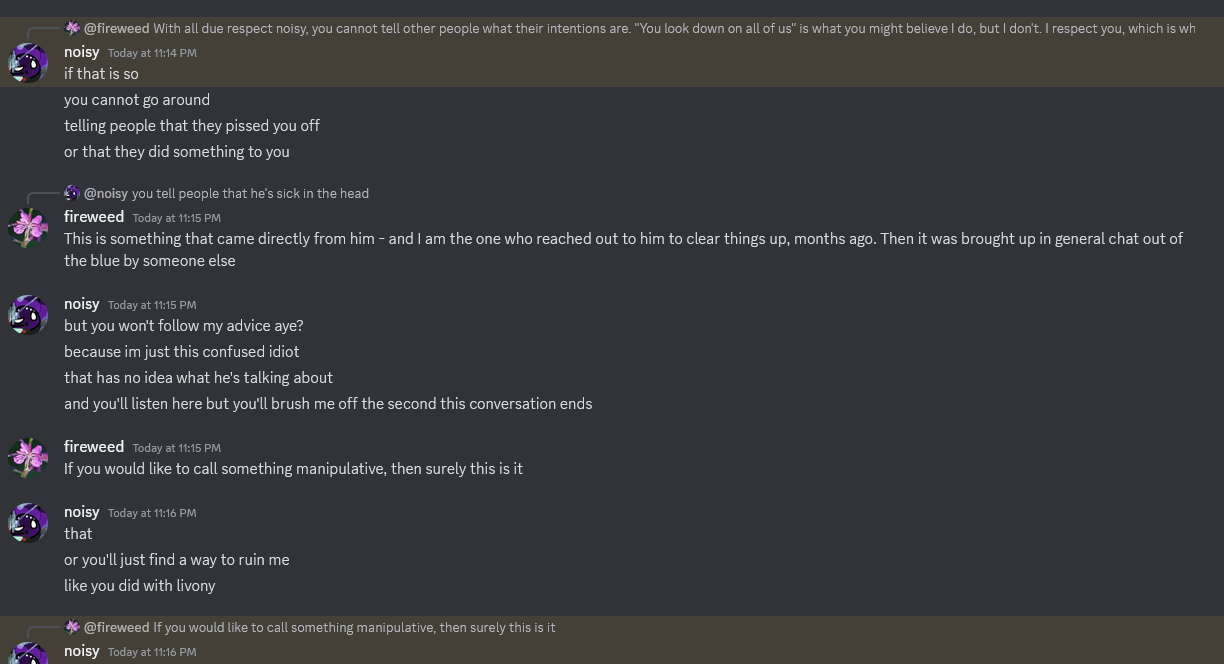 @fireweed With all due respect noisy, you cannot tell other people what their intentions are. "You look down on all of us" is what you might believe I do, but I don't. I respect you, which is wh
noisy Today at 11:14 PM
if that is so
you cannot go around
telling people that they pissed you off
or that they did something to you
@noisy you tell people that he's sick in the head
fireweed Today at 11:15 PM
This is something that came directly from him - and I am the one who reached out to him to clear things up, months ago. Then it was brought up in general chat out of
the blue by someone else
noisy Today at 11:15 PM
but you won't follow my advice aye?
because im just this confused idiot
that has no idea what he's talking about
and you'll listen here but you'll brush me off the second this conversation ends
fireweed Today at 11:15 PM
If you would like to call something manipulative, then surely this is it
noisy Today at 11:16 PM
that
or you'll just find a way to ruin me
like you did with livony
@fireweed If you would like to call something manipulative, then surely this is it
noisy Today at 11:16 PM